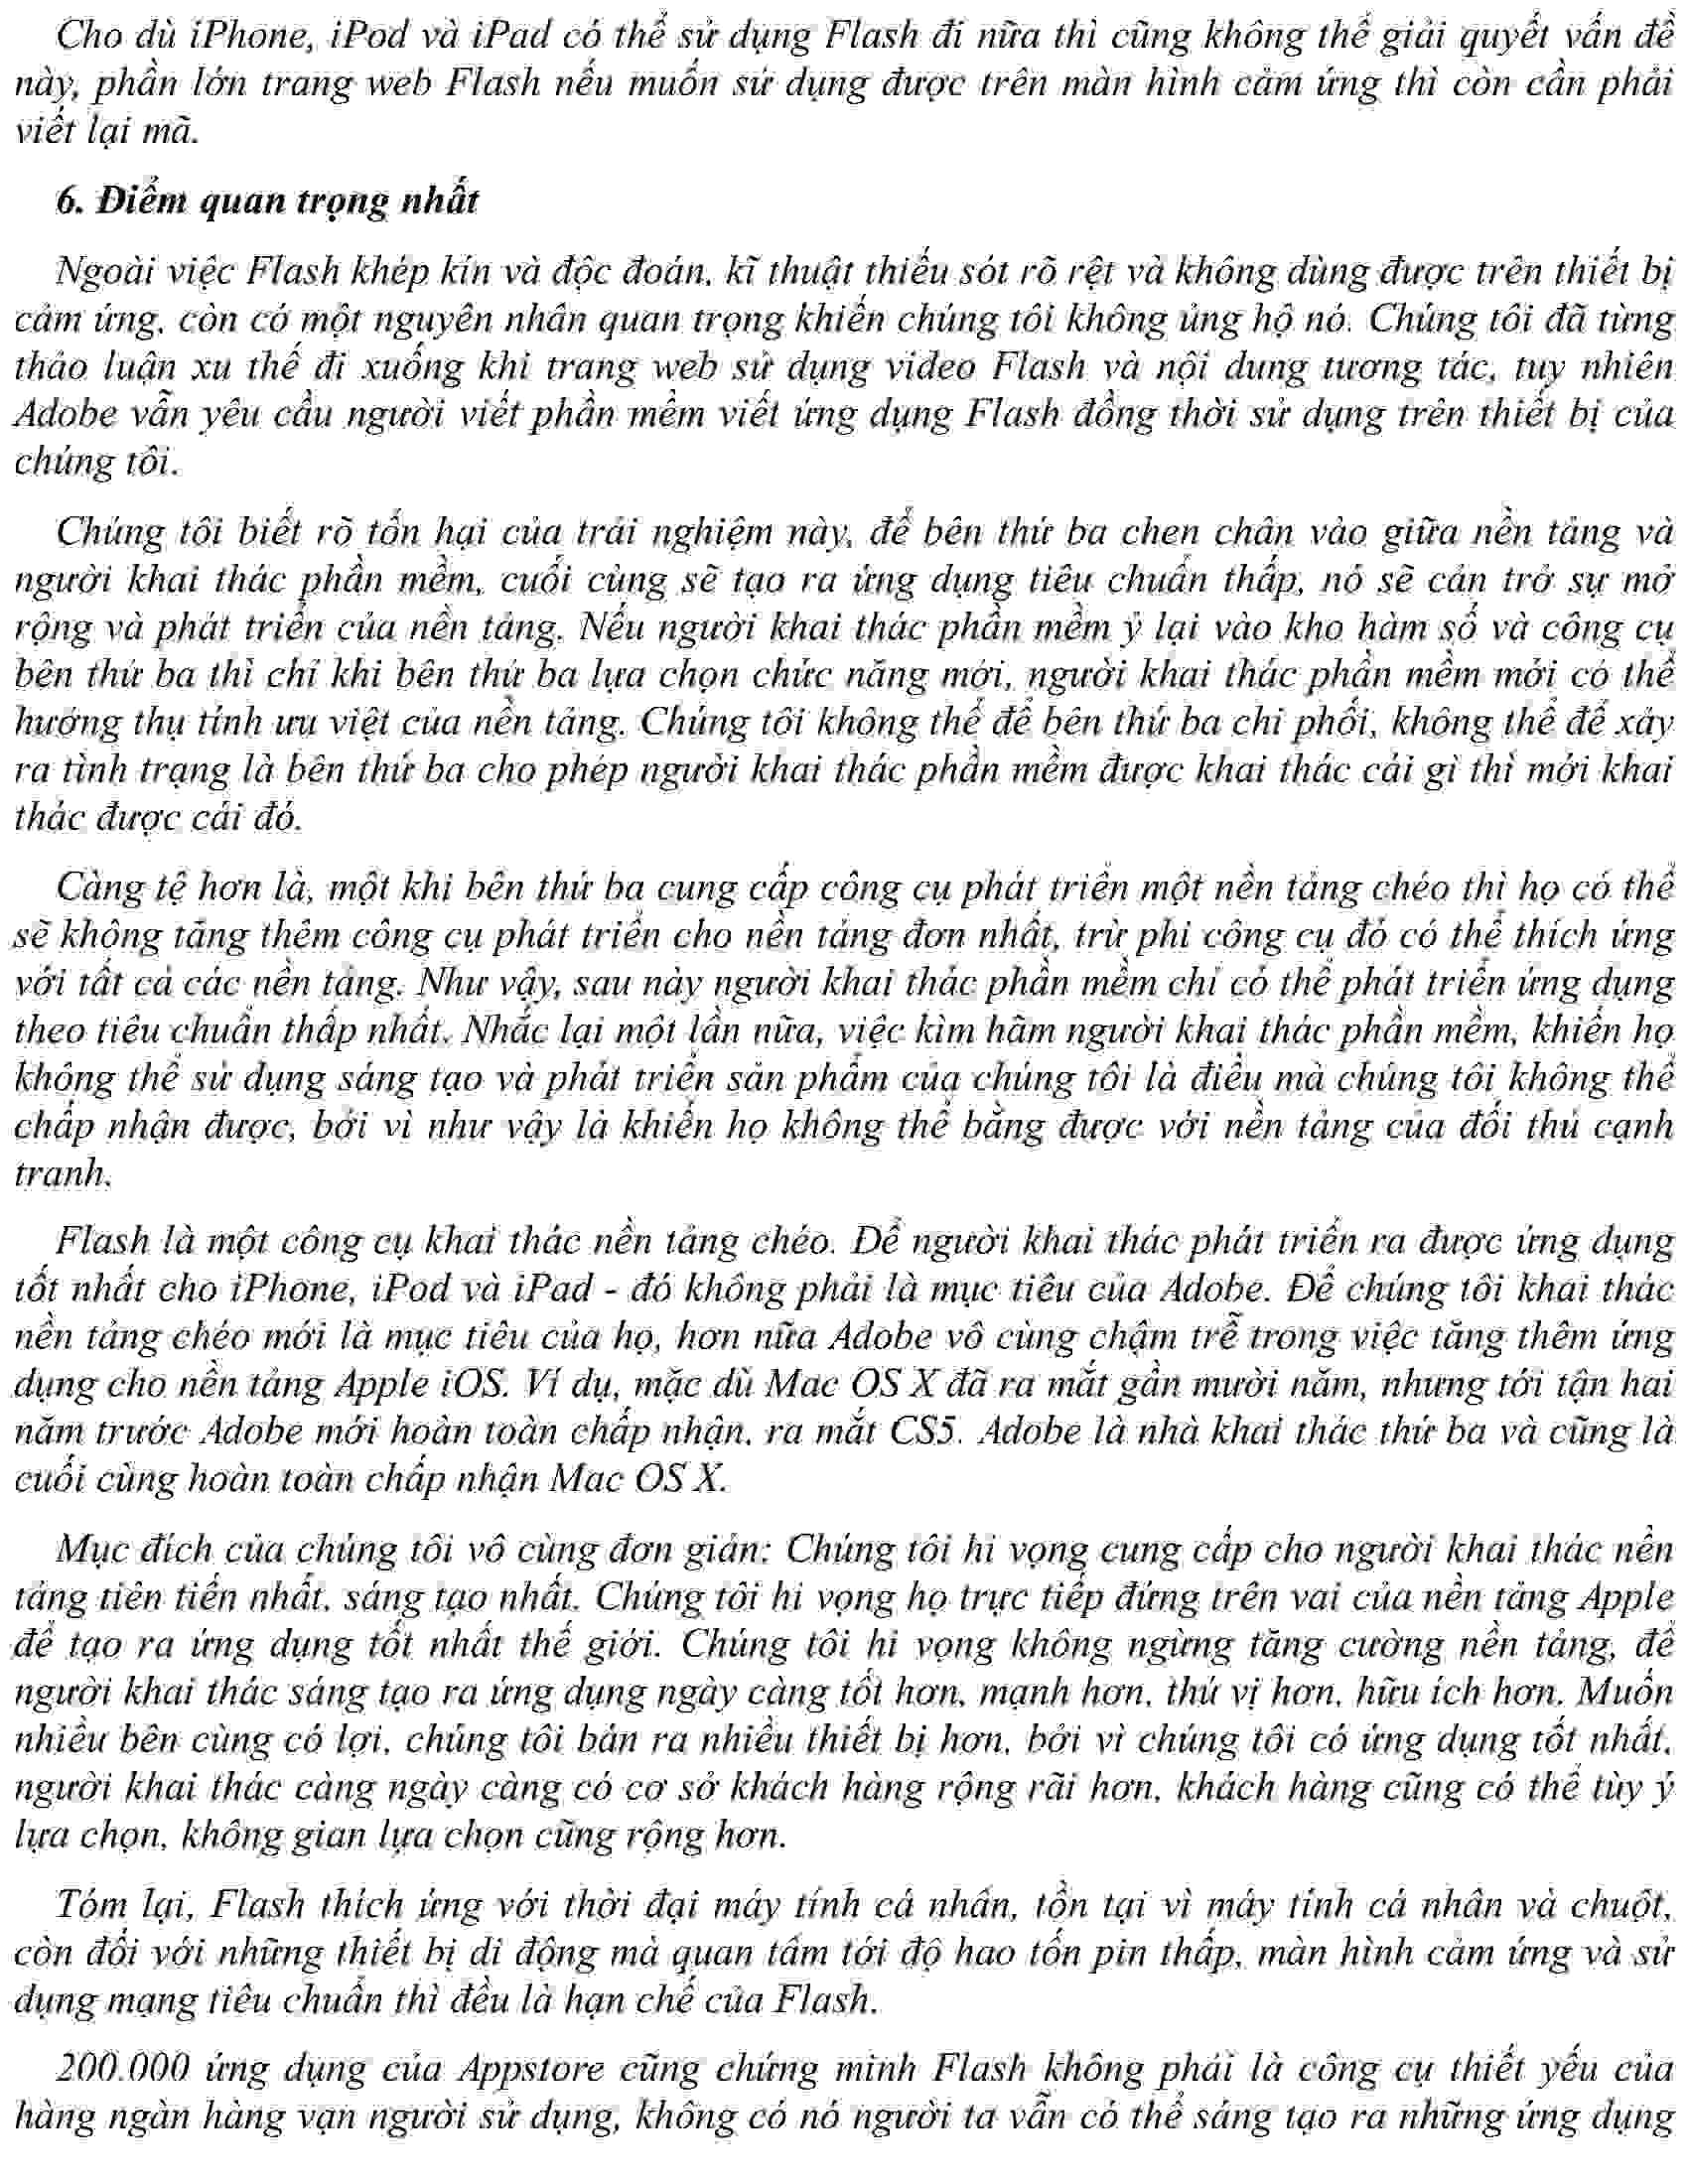 Cho dù iPhone, iPod và iPad có thể sử dụng Flash đi nữa thì cũng không thể giải quyết vấn đề
này, phần lớn trang web Flash nếu muốn sử dụng được trên màn hình cảm ứng thì còn cần phải
viết lại mã.
6. Điểm quan trọng nhất
Ngoài việc Flash khép kín và độc đoán, kĩ thuật thiếu sót rõ rệt và không dùng được trên thiết bị
cảm ứng, còn có một nguyên nhân quan trọng khiến chúng tôi không ủng hộ nó. Chúng tôi đã từng
thảo luận xu thế đi xuống khi trang web sử dụng video Flash và nội dung tương tác, tuy nhiên
Adobe vẫn yêu cầu người viết phần mềm viết ứng dụng Flash đồng thời sử dụng trên thiết bị của
chúng tôi.
Chúng tôi biết rõ tổn hại của trải nghiệm này, để bên thứ ba chen chân vào giữa nền tảng và
người khai thác phần mềm, cuối cùng sẽ tạo ra ứng dụng tiêu chuẩn thấp, nó sẽ cản trở sự mở
rộng và phát triển của nền tảng. Nếu người khai thác phần mềm ỷ lại vào kho hàm số và công cụ
bên thứ ba thì chỉ khi bên thứ ba lựa chọn chức năng mới, người khai thác phần mềm mới có thể
hưởng thụ tính ưu việt của nền tảng. Chúng tôi không thể để bên thứ ba chi phối, không thể để xảy
ra tình trạng là bên thứ ba cho phép người khai thác phần mềm được khai thác cái gì thì mới khai
thác được cái đó.
Càng tệ hơn là, một khi bên thứ ba cung cấp công cụ phát triển một nền tảng chéo thì họ có thể
sẽ không tăng thêm công cụ phát triển cho nền tảng đơn nhất, trừ phi công cụ đó có thể thích ứng
với tất cả các nền tảng. Như vậy, sau này người khai thác phần mềm chỉ có thể phát triển ứng dụng
theo tiêu chuẩn thấp nhất. Nhắc lại một lần nữa, việc kìm hãm người khai thác phần mềm, khiến họ
không thể sử dụng sáng tạo và phát triển sản phẩm của chúng tôi là điều mà chúng tôi không thể
chấp nhận được, bởi vì như vậy là khiến họ không thể bằng được với nền tảng của đối thủ cạnh
tranh.
Flash là một công cụ khai thác nền tảng chéo. Để người khai thác phát triển ra được ứng dụng
tốt nhất cho iPhone, iPod và iPad - đó không phải là mục tiêu của Adobe. Để chúng tôi khai thác
nền tảng chéo mới là mục tiêu của họ, hơn nữa Adobe vô cùng chậm trễ trong việc tăng thêm ứng
dụng cho nền tảng Apple iOS. Ví dụ, mặc dù Mac OS X đã ra mắt gần mười năm, nhưng tới tận hai
năm trước Adobe mới hoàn toàn chấp nhận, ra mắt CS5. Adobe là nhà khai thác thứ ba và cũng là
cuối cùng hoàn toàn chấp nhận Mac OS X.
Mục đích của chúng tôi vô cùng đơn giản: Chúng tôi hi vọng cung cấp cho người khai thác nền
tảng tiên tiến nhất, sáng tạo nhất. Chúng tôi hi vọng họ trực tiếp đứng trên vai của nền tảng Apple
để tạo ra ứng dụng tốt nhất thế giới. Chúng tôi hi vọng không ngừng tăng cường nền tảng, để
người khai thác sáng tạo ra ứng dụng ngày càng tốt hơn, mạnh hơn, thú vị hơn, hữu ích hơn. Muốn
nhiều bên cùng có lợi, chúng tôi bán ra nhiều thiết bị hơn, bởi vì chúng tôi có ứng dụng tốt nhất,
người khai thác càng ngày càng có cơ sở khách hàng rộng rãi hơn, khách hàng cũng có thể tùy ý
lựa chọn, không gian lựa chọn cũng rộng hơn.
Tóm lại, Flash thích ứng với thời đại máy tính cá nhân, tồn tại vì máy tính cá nhân và chuột,
còn đối với những thiết bị di động mà quan tâm tới độ hao tốn pin thấp, màn hình cảm ứng và sử
dụng mạng tiêu chuẩn thì đều là hạn chế của Flash.
200.000 ứng dụng của Appstore cũng chứng minh Flash không phải là công cụ thiết yếu của
hàng ngàn hàng vạn người sử dụng, không có nó người ta vẫn có thể sáng tạo ra những ứng dụng